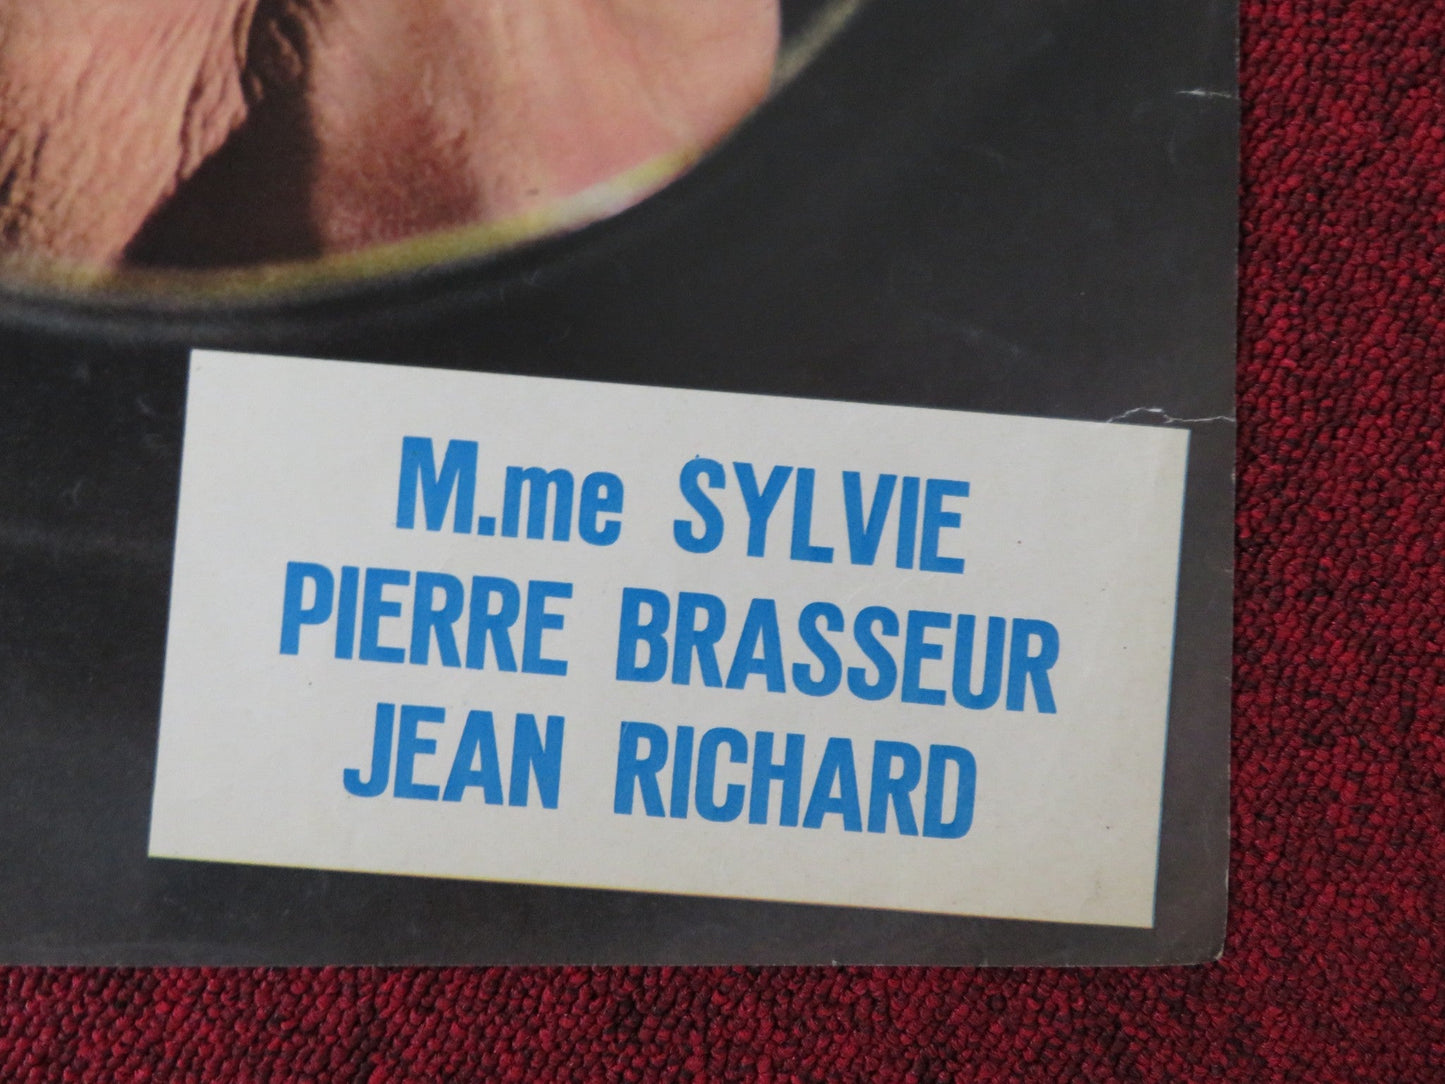 M.me SYLVIE
PIERRE BRASSEUR
JEAN RICHARD